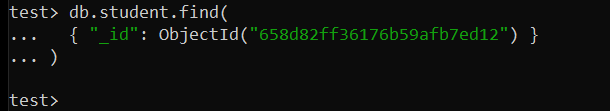 test> db.student.find(
...   { "_id": ObjectId("658d82ff36176b59afb7ed12") }
... )
test>